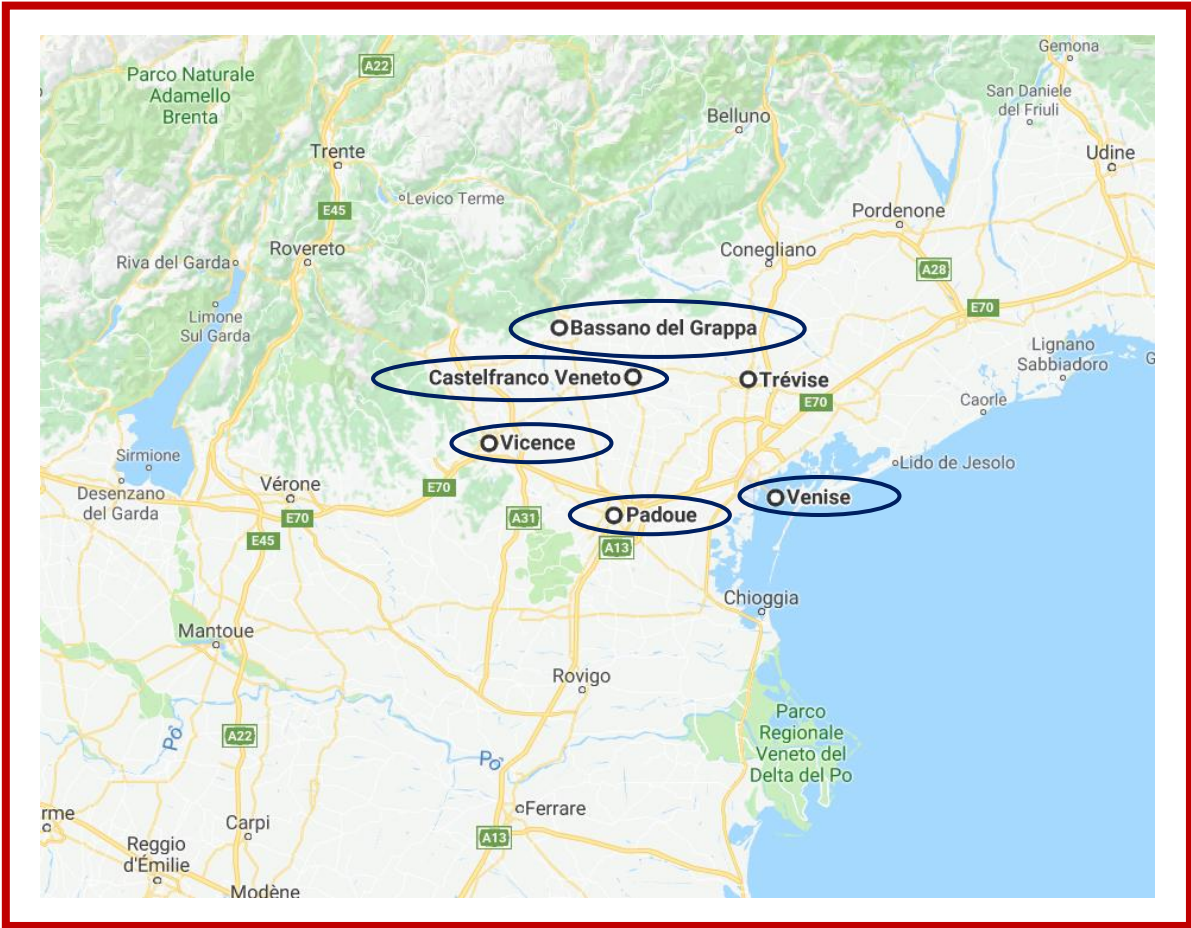 Gemona
A22
Parco Naturale
Adamello
Brenta
San Daniele
del Friuli
Belluno
Trente
Udine
Levico Terme
E45
Pordenone
Rovereto
Conegliano
Riva del Garda
A28
Limone
Sul Garda
E70
Bassano del Grappa
Lignano
Sabbiadoro
G
Castelfranco Veneto
Trévise
E70
Caorle
Vicence
Sirmione
Lido de Jesolo
Vérone
E70
Desenzano
del Garda
Venise
E70
A31
Padoue
E45
A13
Chioggia
Mantoue
Rovigo
Parco
Regionale
Veneto del
Delta del Po
A22
Pô
Pô
rme
Ferrare
Carpi
A13
Reggio
d'Émilie
Modène